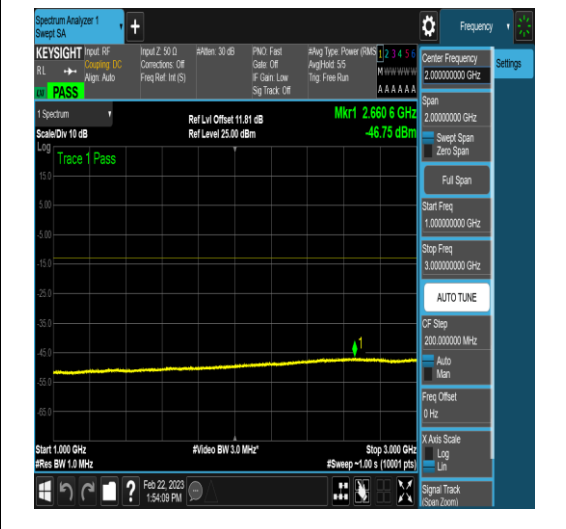 Spectrum Analyzer 1
Swept SA
Frequency
KEYSIGHT
RL
PASS
Input: RF
Coupling: DC
Align: Auto
Input Z: 50 Ω
Corrections: Off
Freq Ref: Int (S)
#Atten: 30 dB
PNO: Fast
Gate: Off
IF Gain: Low
Sig Track: Off
#Avg Type: Power (RMS
Avg|Hold: 5/5
Trig: Free Run
1 2 3 4 5 6
M w w w w w
A A A A A A
1 Spectrum
Scale/Div 10 dB
Ref Lvl Offset 11.81 dB
Ref Level 25.00 dBm
Mkr1 2.660 6 GHz
-46.75 dBm
Log
Trace 1 Pass
15.0
5.00
-5.00
-15.0
-25.0
-35.0
-45.0
-55.0
-65.0
1
Start 1.000 GHz
#Res BW 1.0 MHz
#Video BW 3.0 MHz*
Stop 3.000 GHz
#Sweep ~1.00 s (10001 pts)
?
Feb 22, 2023
1:54:09 PM
Center Frequency
2.000000000 GHz
Settings
Span
2.00000000 GHz
Swept Span
Zero Span
Full Span
Start Freq
1.000000000 GHz
Stop Freq
3.000000000 GHz
AUTO TUNE
CF Step
200.000000 MHz
Auto
Man
Freq Offset
0 Hz
X Axis Scale
Log
Lin
Signal Track
(Span Zoom)